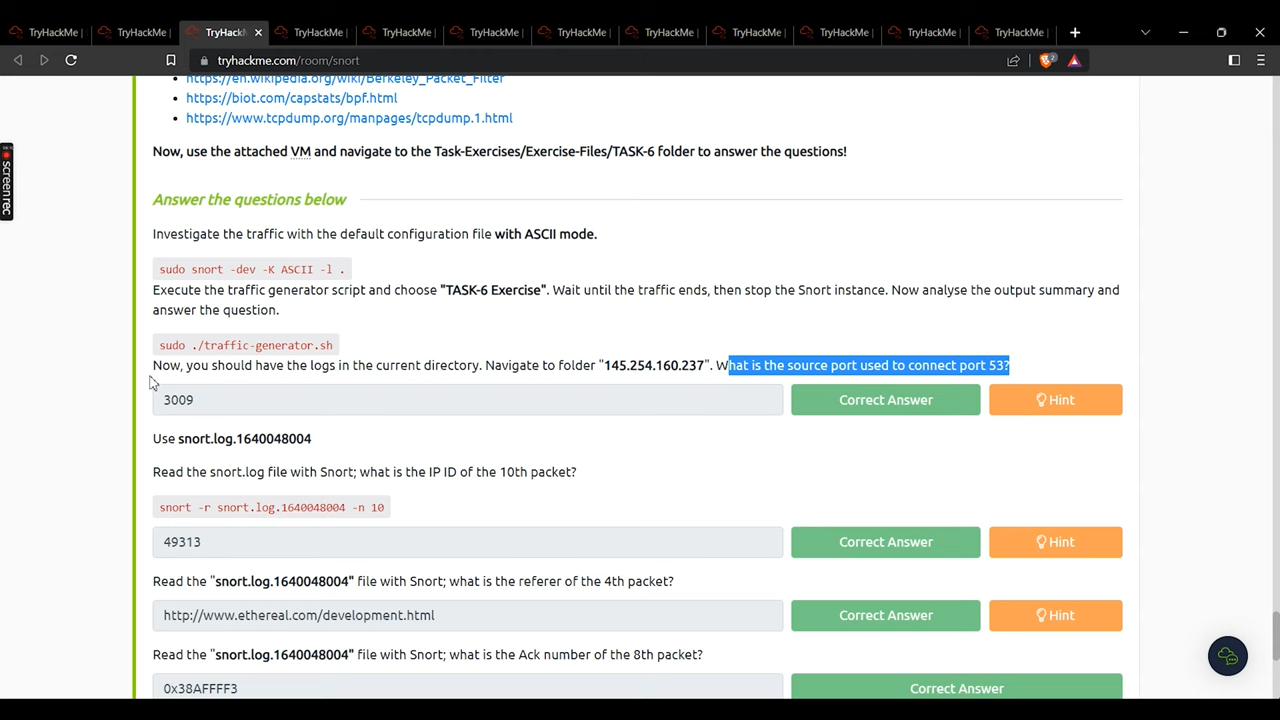 TryHackMe |
TryHackMe |
TryHackM
TryHackMe |
TryHackMe |
TryHackMe |
TryHackMe |
TryHackMe |
TryHackMe |
TryHackMe |
TryHackMe |
TryHackMe |
tryhackme.com/room/snort
2
https://en.wikipedia.org/wiki/Berkeley_Packet_Filter
https://biot.com/capstats/bpf.html
https://www.tcpdump.org/manpages/tcpdump.1.html
Now, use the attached VM and navigate to the Task-Exercises/Exercise-Files/TASK-6 folder to answer the questions!
screenrec
Answer the questions below
Investigate the traffic with the default configuration file with ASCII mode.
sudo snort -dev -K ASCII -l .
Execute the traffic generator script and choose "TASK-6 Exercise". Wait until the traffic ends, then stop the Snort instance. Now analyse the output summary and
answer the question.
sudo ./traffic-generator.sh
Now, you should have the logs in the current directory. Navigate to folder "145.254.160.237". What is the source port used to connect port 53?
3009 Correct Answer Hint
Use snort.log.1640048004
Read the snort.log file with Snort; what is the IP ID of the 10th packet?
snort -r snort.log.1640048004 -n 10
49313 Correct Answer Hint
Read the "snort.log.1640048004" file with Snort; what is the referer of the 4th packet?
http://www.ethereal.com/development.html Correct Answer Hint
Read the "snort.log.1640048004" file with Snort; what is the Ack number of the 8th packet?
0x38AFFFF3 Correct Answer